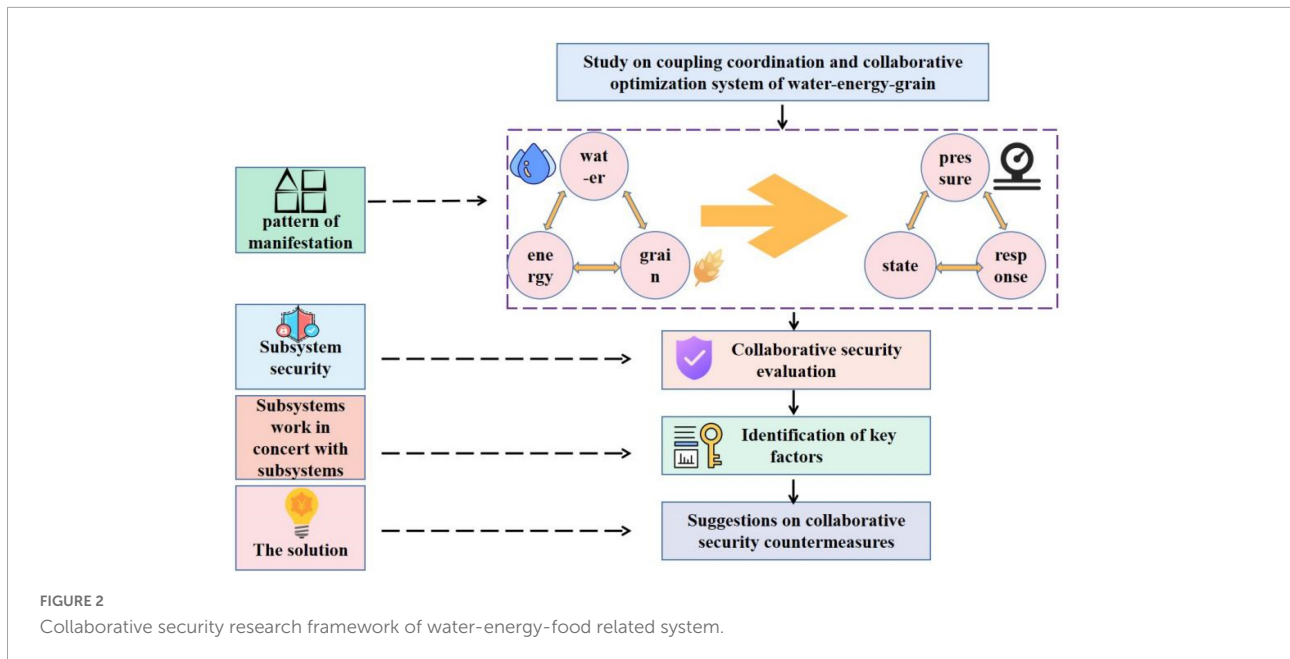 Study on coupling coordination and collaborative
optimization system of water-energy-grain
pattern of
manifestation
wat
-er
ene
rgy
grai
n
pres
sure
state
resp
onse
Subsystem
security
Collaborative security
evaluation
Subsystems
work in
concert with
subsystems
Identification of key
factors
The solution
Suggestions on collaborative
security countermeasures
FIGURE 2
Collaborative security research framework of water-energy-food related system.